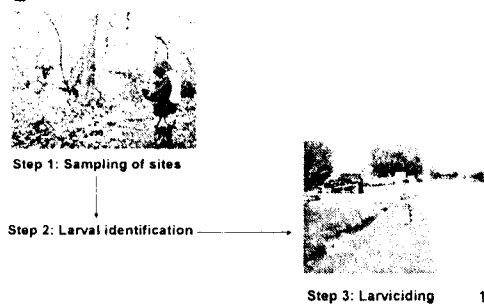 Step 1: Sampling of sites
Step 2: Larval identification
Step 3: Larviciding
1